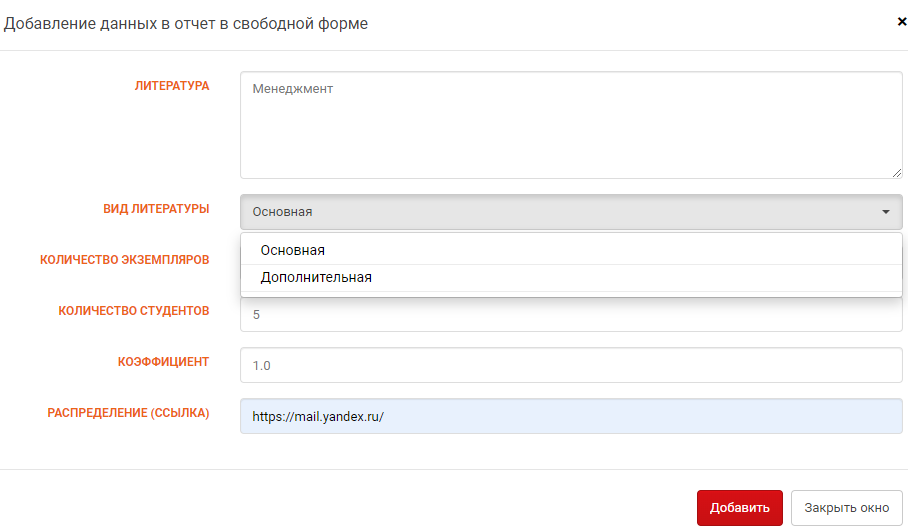 Добавление данных в отчет в свободной форме
×
ЛИТЕРАТУРА
Менеджмент
ВИД ЛИТЕРАТУРЫ
Основная
Основная
Дополнительная
КОЛИЧЕСТВО ЭКЗЕМПЛЯРОВ
КОЛИЧЕСТВО СТУДЕНТОВ
5
КОЭФФИЦИЕНТ
1.0
РАСПРЕДЕЛЕНИЕ (ССЫЛКА)
https://mail.yandex.ru/
Добавить
Закрыть окно